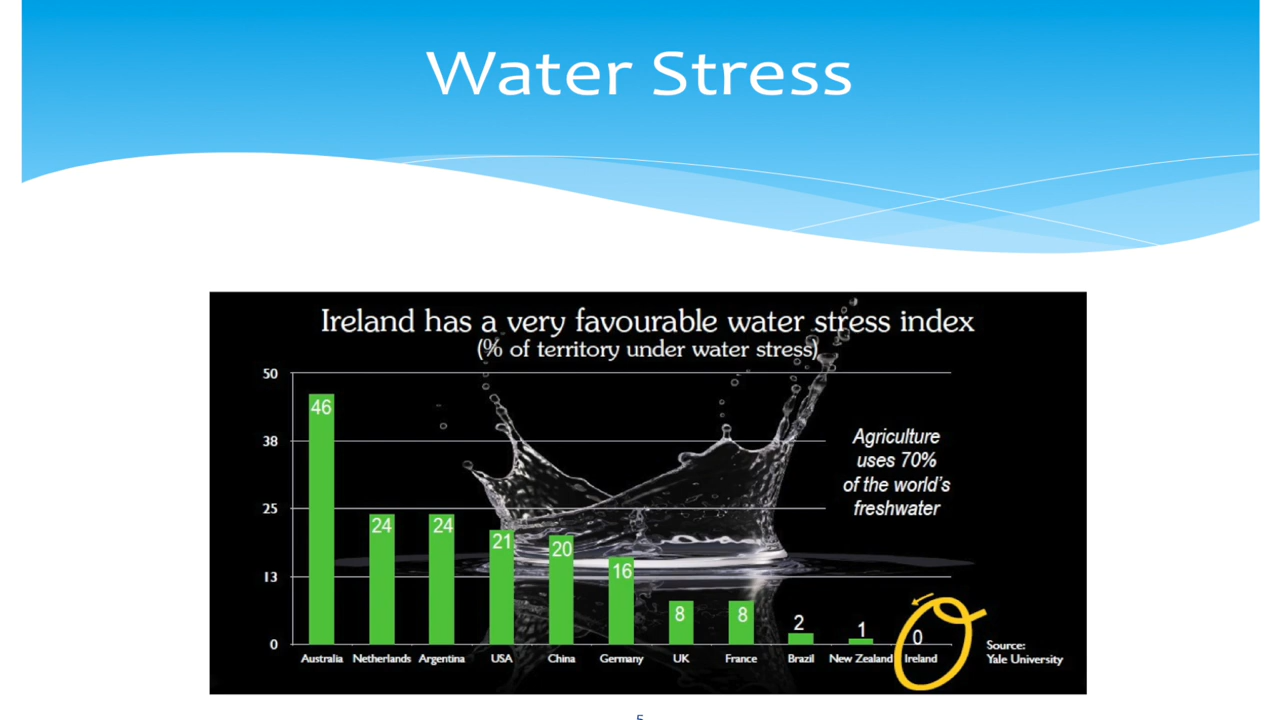 Water Stress
Ireland has a very favourable water stress index
(% of territory under water stress)
50
38
25
13
0
46
24
24
21
20
16
8
8
2
1
0
Agriculture
uses 70%
of the world's
freshwater
Australia Netherlands Argentina USA China Germany UK France Brazil New Zealand Ireland
Source:
Yale University
5